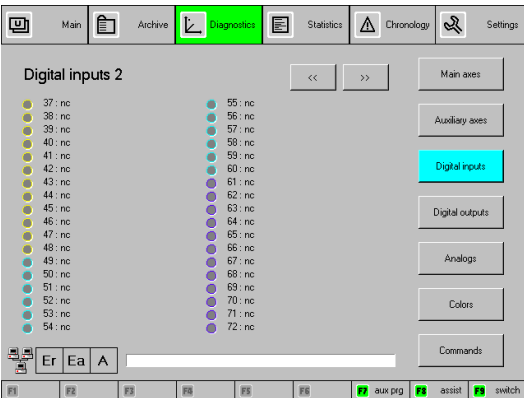 Main Archive Diagnostics Statistics Chronology Settings
Digital inputs 2
<< >>
37 : nc
38 : nc
39 : nc
40 : nc
41 : nc
42 : nc
43 : nc
44 : nc
45 : nc
46 : nc
47 : nc
48 : nc
49 : nc
50 : nc
51 : nc
52 : nc
53 : nc
54 : nc
55 : nc
56 : nc
57 : nc
58 : nc
59 : nc
60 : nc
61 : nc
62 : nc
63 : nc
64 : nc
65 : nc
66 : nc
67 : nc
68 : nc
69 : nc
70 : nc
71 : nc
72 : nc
Main axes
Auxiliary axes
Digital inputs
Digital outputs
Analogs
Colors
Commands
Er Ea A
F1 F2 F3 F4 F5 F6 F7 aux prg F8 assist F9 switch